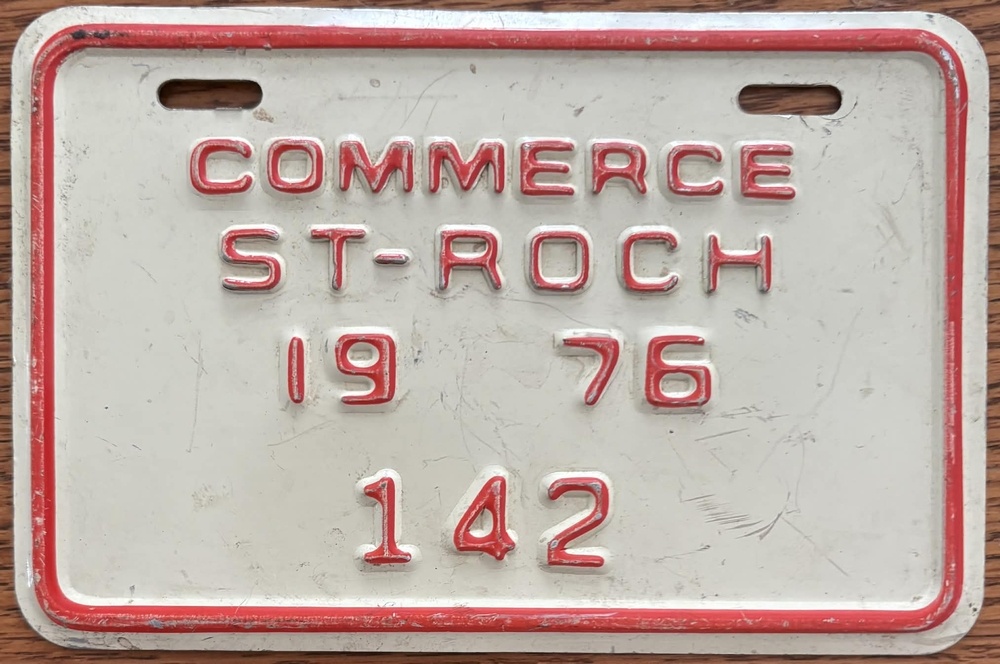 COMMERCE
ST-ROCH
19 76
142